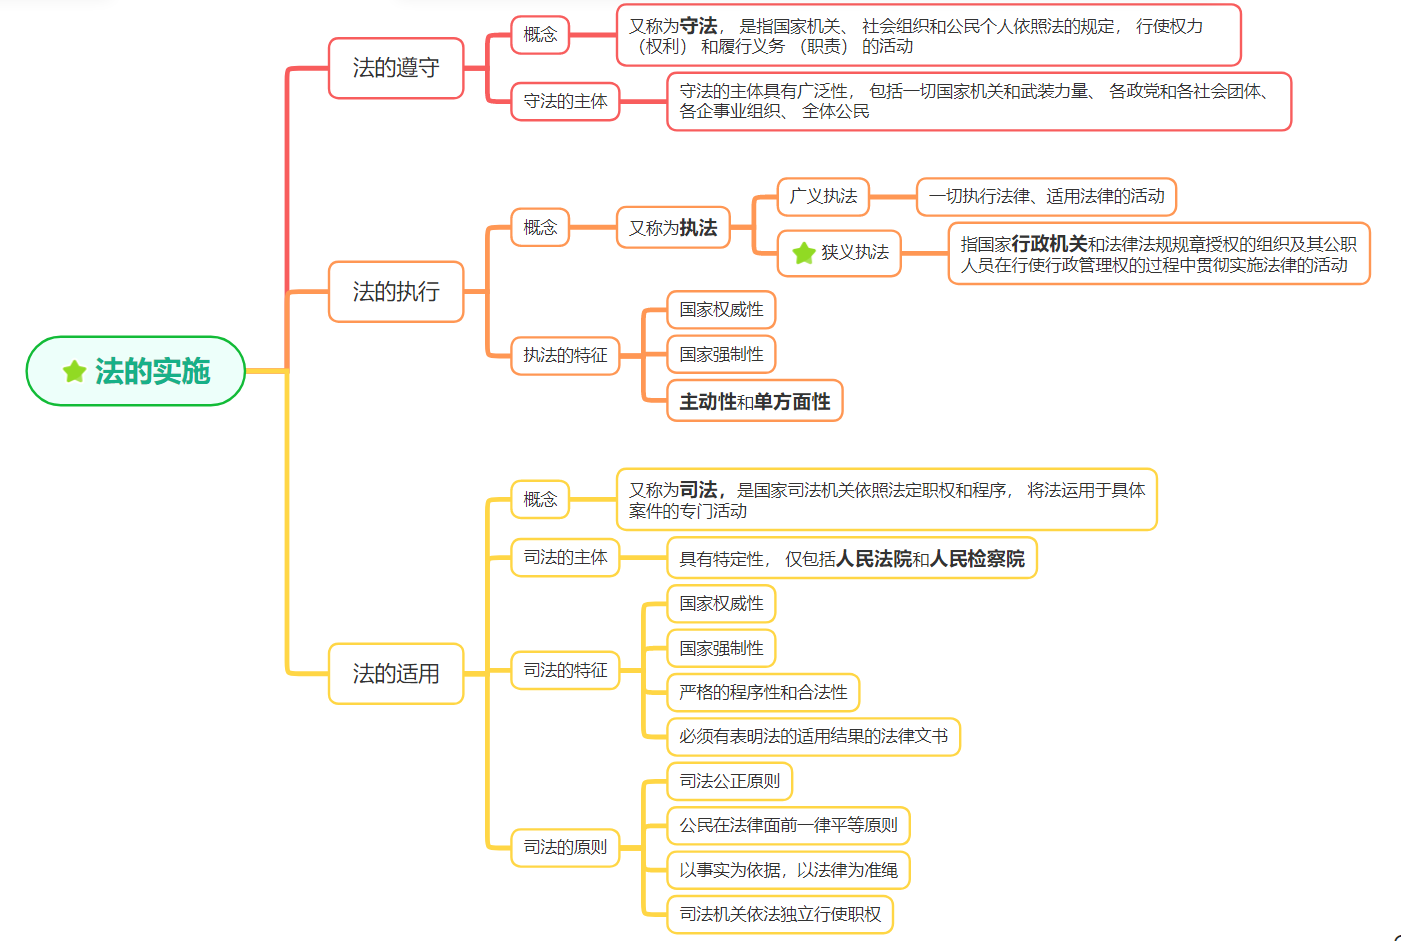 法的实施
法的遵守
概念
又称为守法， 是指国家机关、 社会组织和公民个人依照法的规定， 行使权力
（权利） 和履行义务 （职责） 的活动
守法的主体
守法的主体具有广泛性， 包括一切国家机关和武装力量、 各政党和各社会团体、
各企事业组织、 全体公民
法的执行
概念
又称为执法
广义执法
一切执行法律、适用法律的活动
狭义执法
指国家行政机关和法律法规规章授权的组织及其公职
人员在行使行政管理权的过程中贯彻实施法律的活动
执法的特征
国家权威性
国家强制性
主动性和单方面性
法的适用
概念
又称为司法，是国家司法机关依照法定职权和程序， 将法运用于具体
案件的专门活动
司法的主体
具有特定性， 仅包括人民法院和人民检察院
司法的特征
国家权威性
国家强制性
严格的程序性和合法性
必须有表明法的适用结果的法律文书
司法的原则
司法公正原则
公民在法律面前一律平等原则
以事实为依据，以法律为准绳
司法机关依法独立行使职权